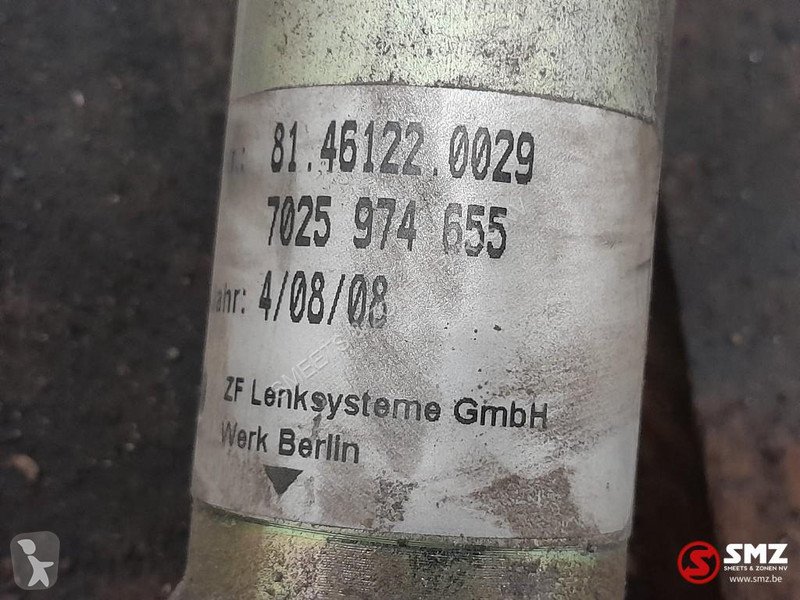 r.: 81.46122.0029
7025 974 655
ahr: 4/08/08
ZF Lenksysteme GmbH
Werk Berlin
SMZ
SMEETS & ZONEN NV
www.smz.be